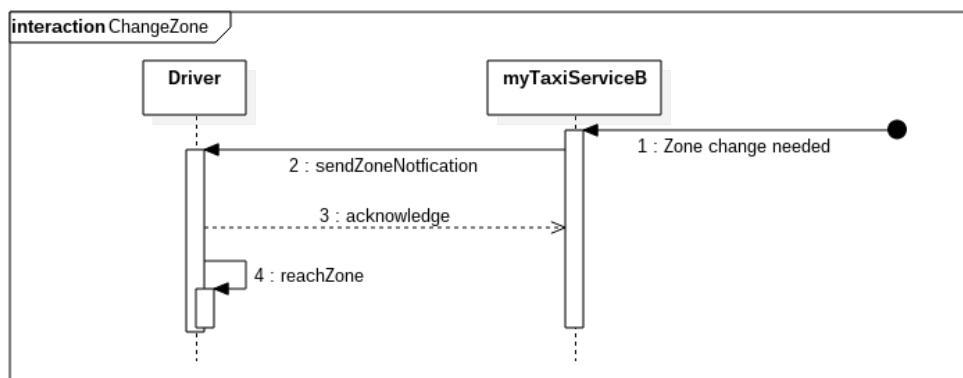 interaction ChangeZone
Driver
myTaxiServiceB
1 : Zone change needed
2 : sendZoneNotfication
3 : acknowledge
4 : reachZone